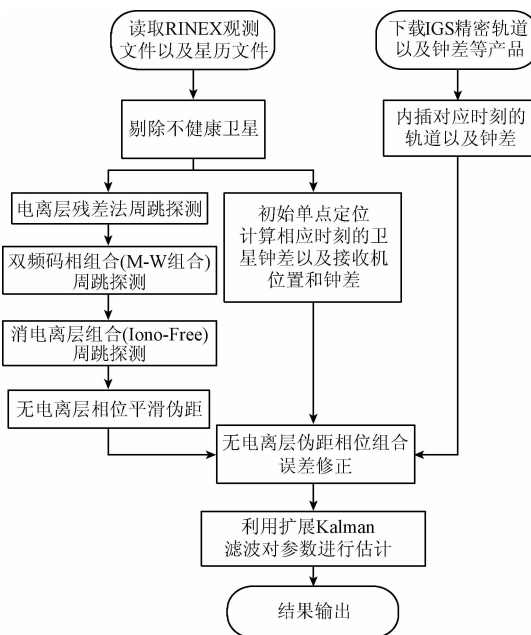 读取RINEX观测
文件以及星历文件
下载IGS精密轨道
以及钟差等产品
剔除不健康卫星
内插对应时刻的
轨道以及钟差
电离层残差法周跳探测
双频码相组合(M-W组合)
周跳探测
消电离层组合(Iono-Free)
周跳探测
无电离层相位平滑伪距
初始单点定位
计算相应时刻的卫
星钟差以及接收机
位置和钟差
无电离层伪距相位组合
误差修正
利用扩展Kalman
滤波对参数进行估计
结果输出